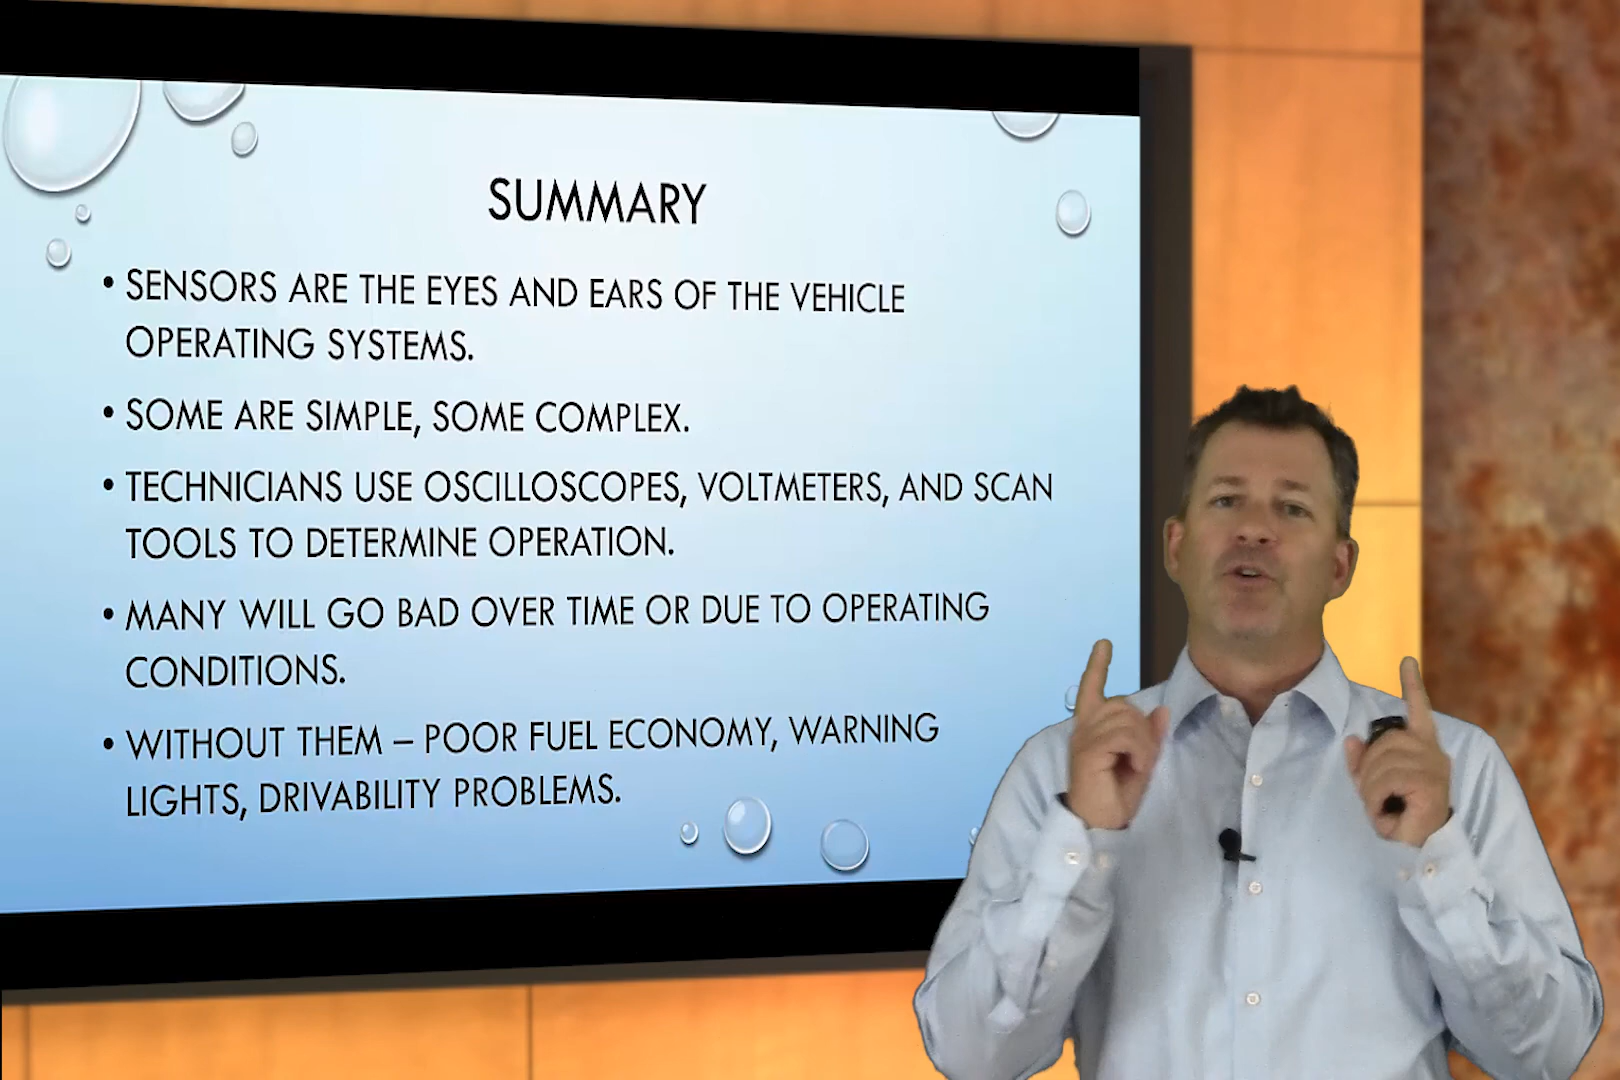 SUMMARY
• SENSORS ARE THE EYES AND EARS OF THE VEHICLE
OPERATING SYSTEMS.
• SOME ARE SIMPLE, SOME COMPLEX.
• TECHNICIANS USE OSCILLOSCOPES, VOLTMETERS, AND SCAN
TOOLS TO DETERMINE OPERATION.
• MANY WILL GO BAD OVER TIME OR DUE TO OPERATING
CONDITIONS.
• WITHOUT THEM – POOR FUEL ECONOMY, WARNING
LIGHTS, DRIVABILITY PROBLEMS.